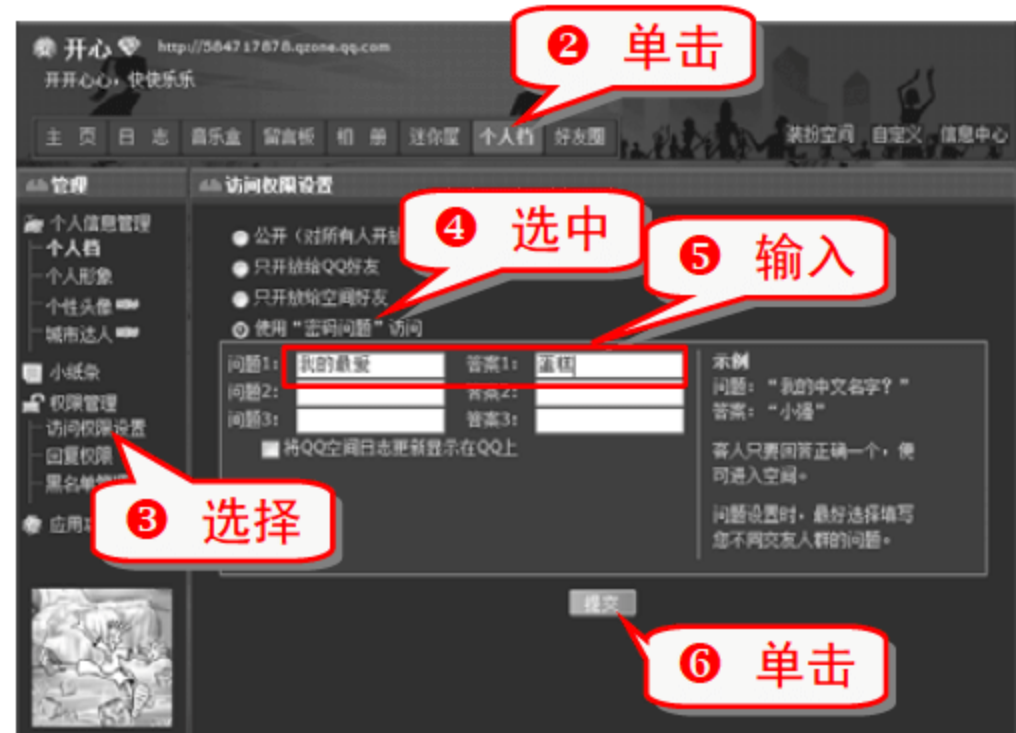 ❷ 单击
开心 http://584717878.qzone.qq.com
开开心心，快快乐乐
主 页 日 志 音乐盒 留言板 相 册 迷你屋 个人档 好友圈 装扮空间 自定义 信息中心
管理
访问权限设置
个人信息管理
个人档
个人形象
个性头像
城市达人
小纸条
权限管理
访问权限设置
回复权限
黑名单管理
应用
❸ 选择
公开（对所有人开放
只开放给QQ好友
只开放给空间好友
使用“密码问题”访问
❹ 选中
❺ 输入
问题1: 我的最爱 答案1: 蛋糕
问题2: 答案2:
问题3: 答案3:
将QQ空间日志更新显示在QQ上
示例
问题：“我的中文名字？”
答案：“小强”
客人只要回答正确一个，便
可进入空间。
问题设置时，最好选择填写
您不同交友人群的问题。
提交
❻ 单击